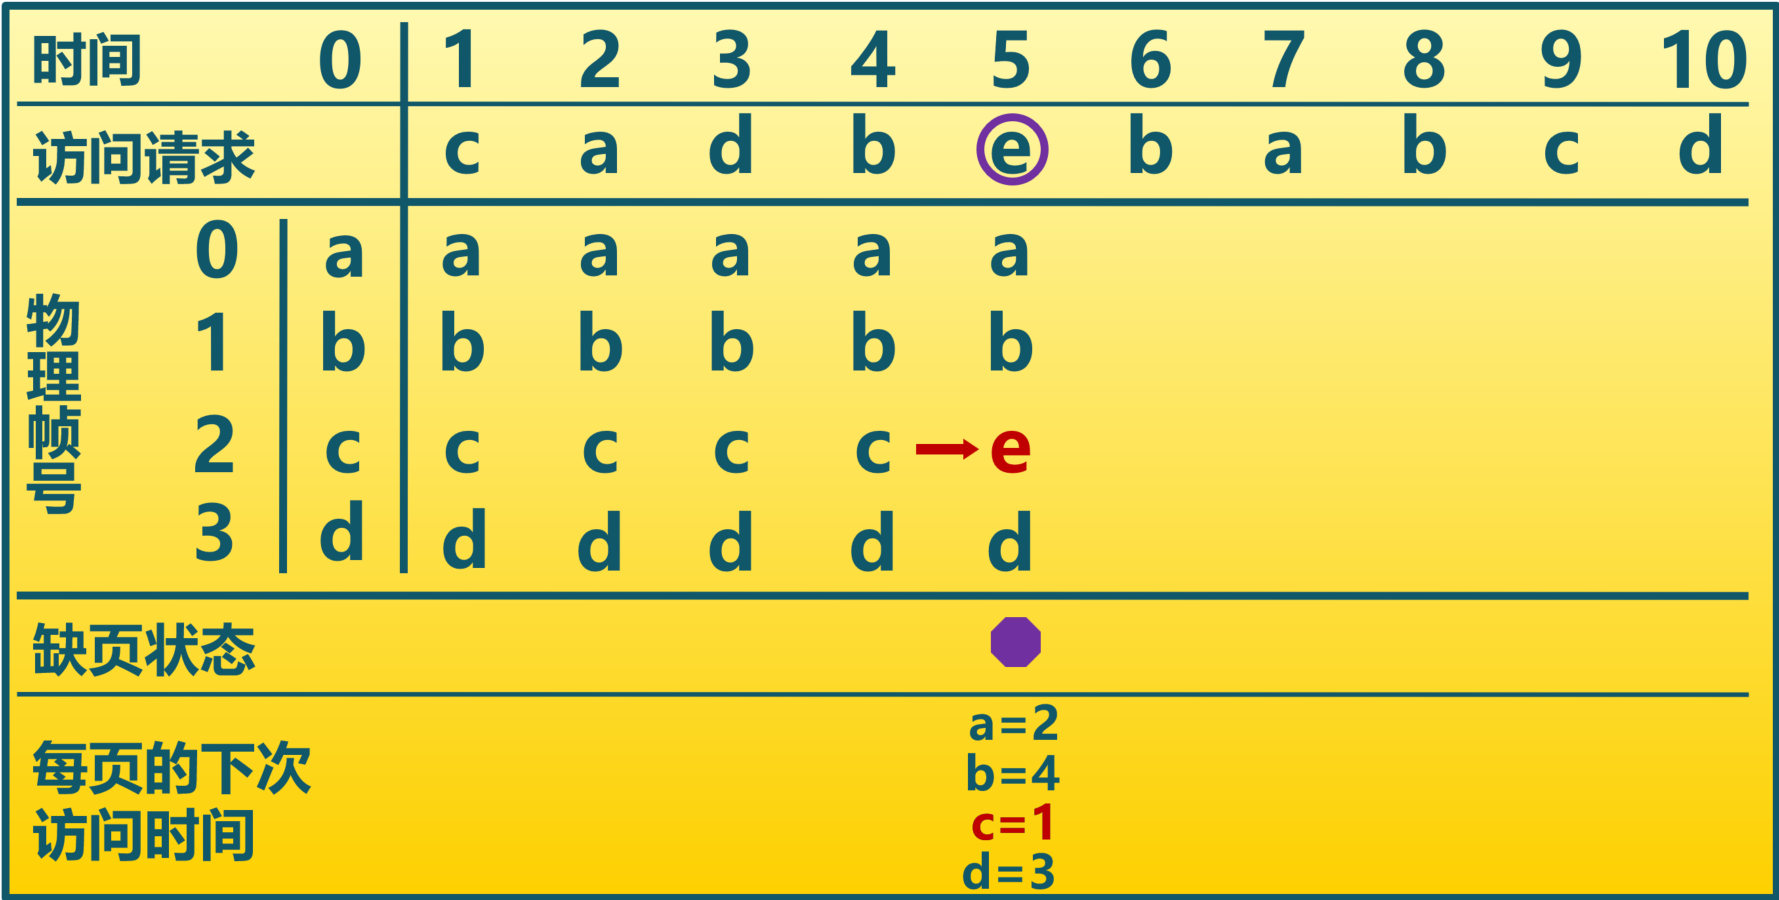 时间 0 1 2 3 4 5 6 7 8 9 10
访问请求 c a d b e b a b c d
物理帧号
0 a a a a a a
1 b b b b b b
2 c c c c c e
3 d d d d d d
缺页状态
每页的下次
访问时间
a=2
b=4
c=1
d=3